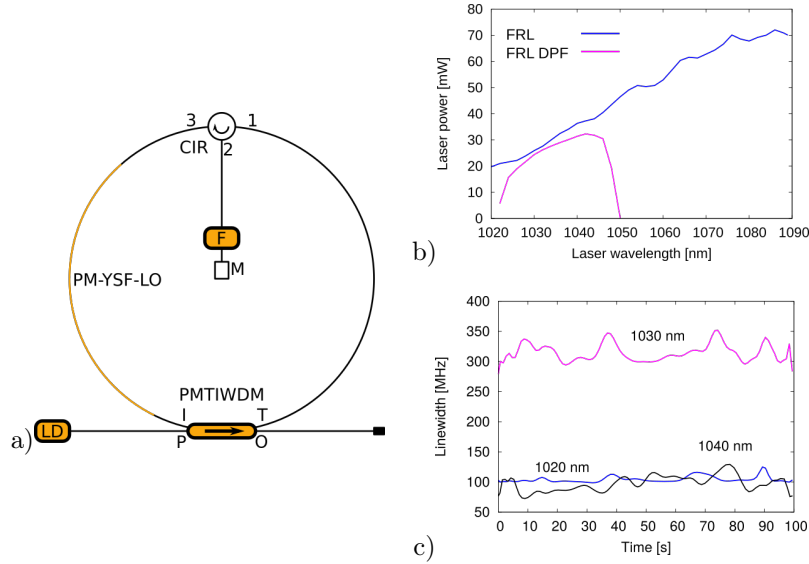 3
1
CIR
2
F
M
PM-YSF-LO
PMTIWDM
I
T
LD
P
O
a)
80
70
60
50
40
30
20
10
0
FRL
FRL DPF
Laser power [mW]
1020 1030 1040 1050 1060 1070 1080 1090
Laser wavelength [nm]
b)
400
350
300
250
200
150
100
50
1030 nm
1040 nm
1020 nm
Linewidth [MHz]
0 10 20 30 40 50 60 70 80 90 100
Time [s]
c)